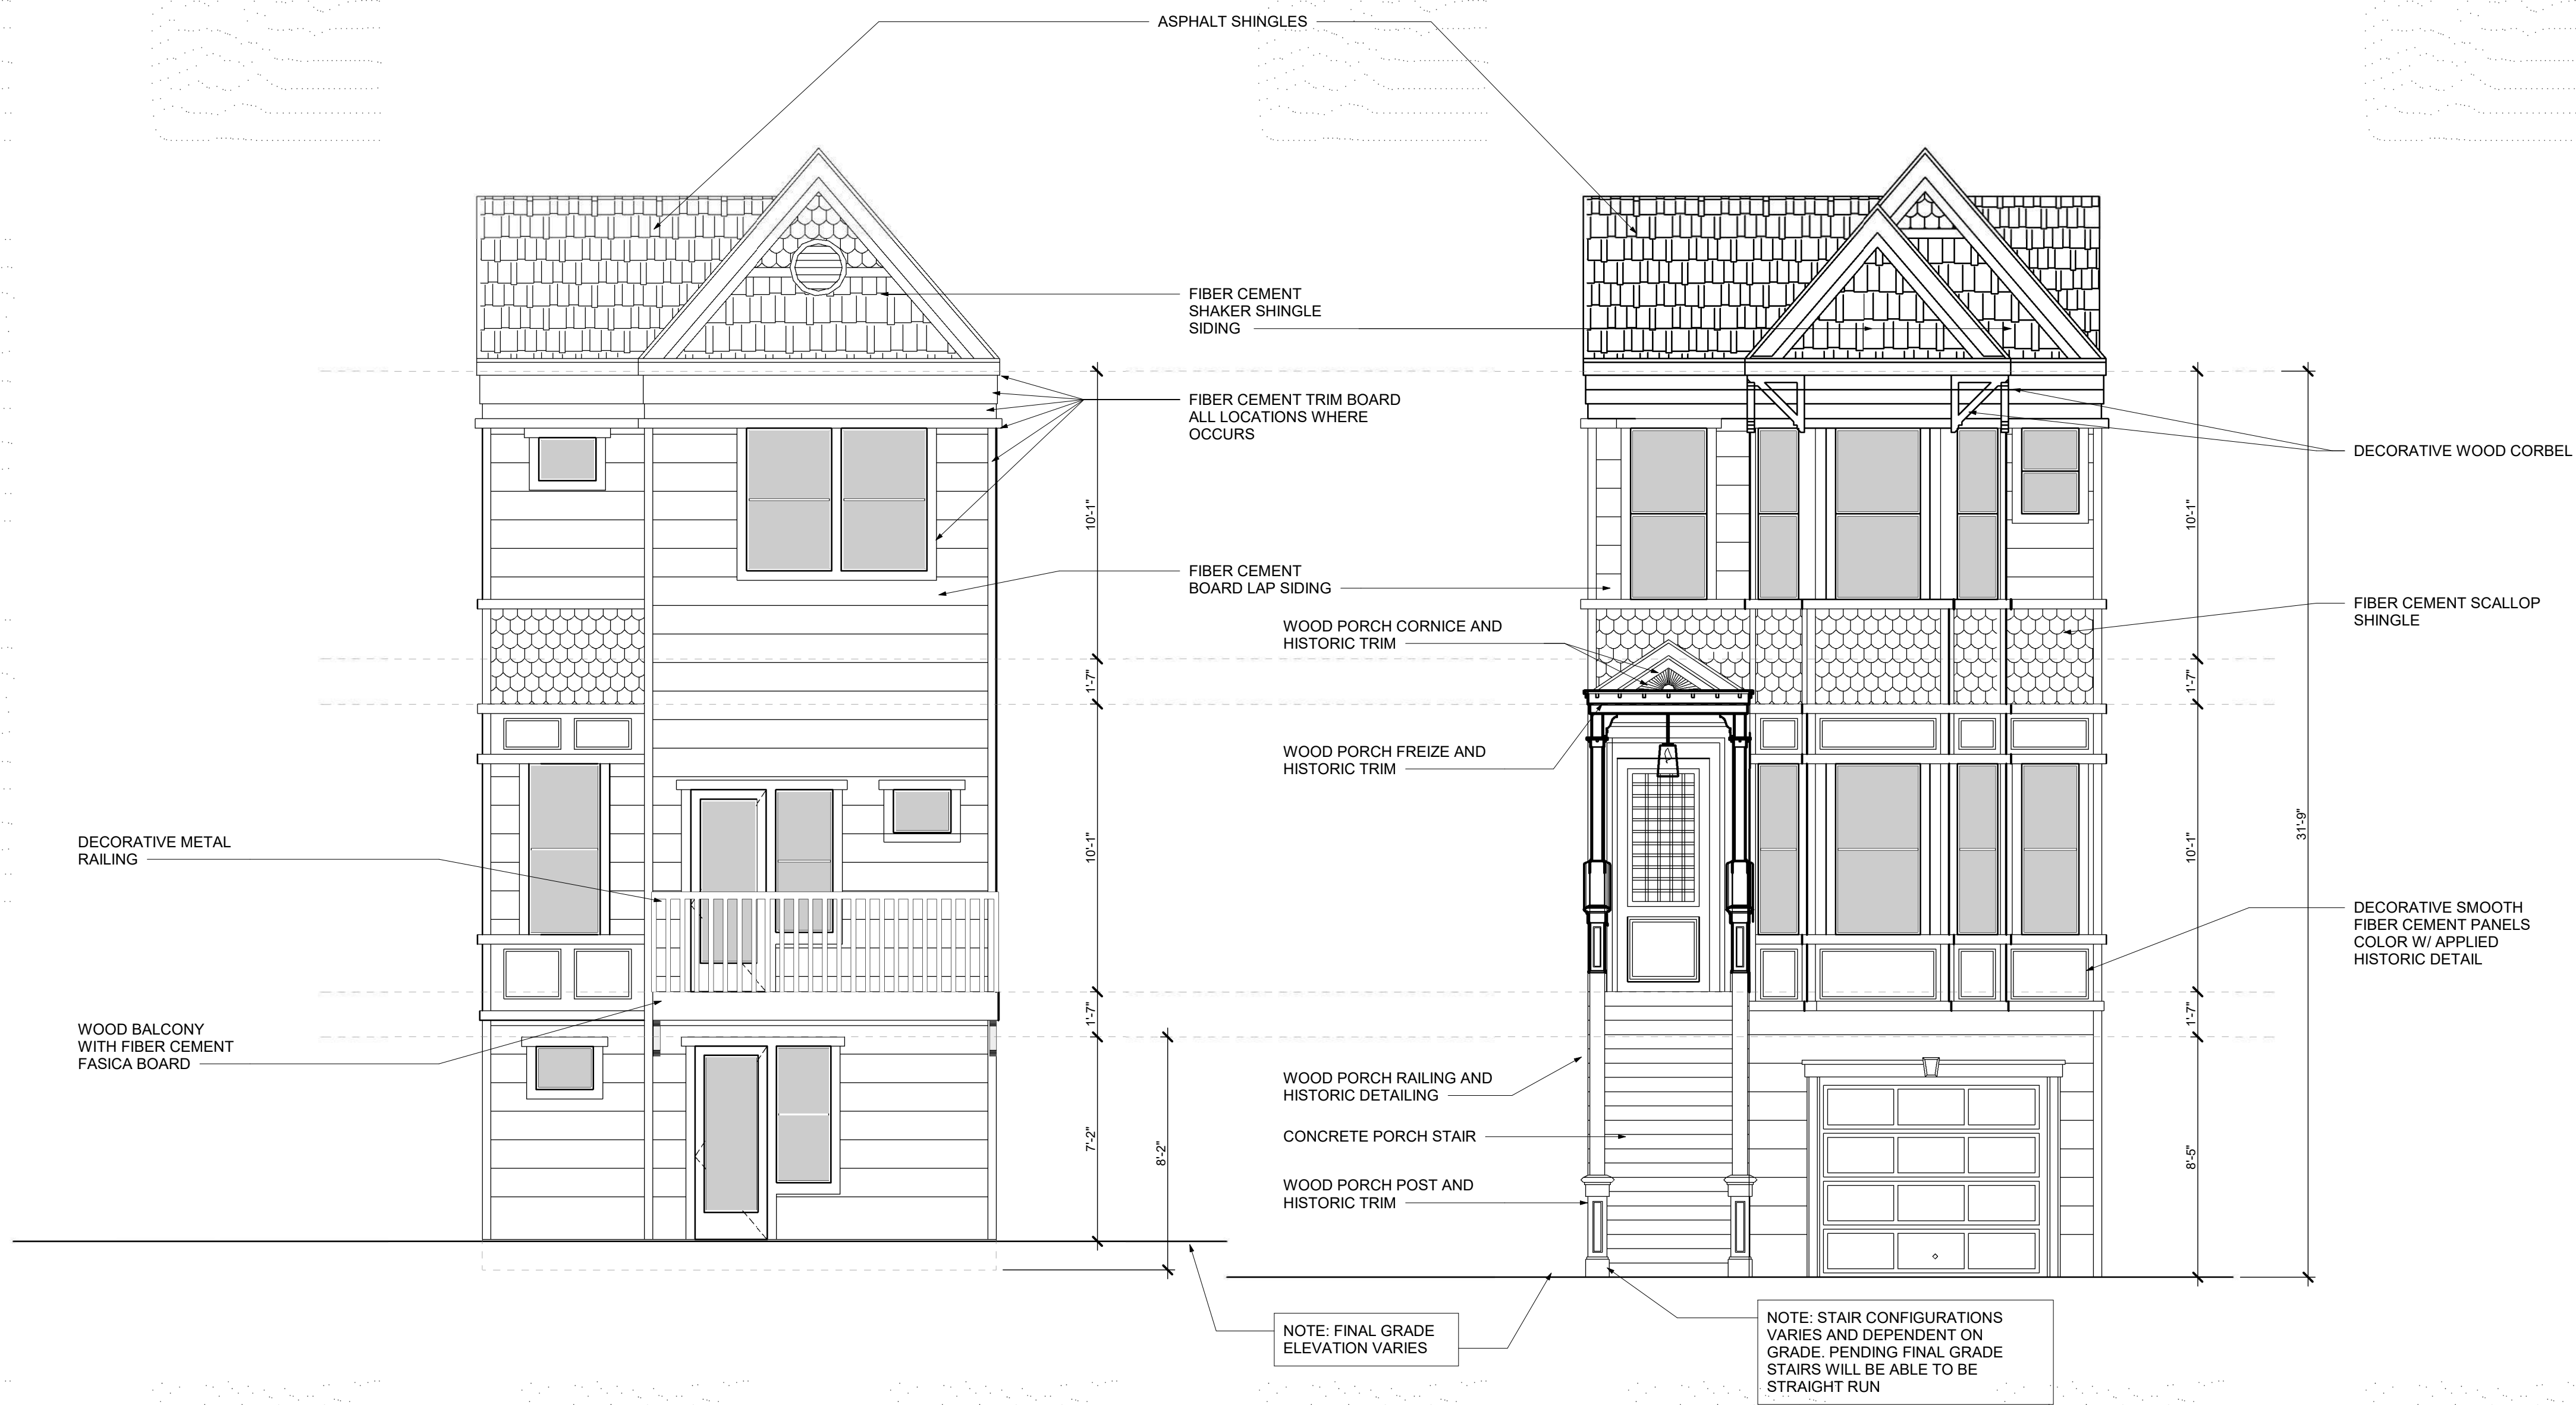 ASPHALT SHINGLES
FIBER CEMENT
SHAKER SHINGLE
SIDING
FIBER CEMENT TRIM BOARD
ALL LOCATIONS WHERE
OCCURS
DECORATIVE WOOD CORBEL
10'-1"
10'-1"
FIBER CEMENT
BOARD LAP SIDING
FIBER CEMENT SCALLOP
SHINGLE
WOOD PORCH CORNICE AND
HISTORIC TRIM
1'-7"
1'-7"
WOOD PORCH FREIZE AND
HISTORIC TRIM
DECORATIVE METAL
RAILING
10'-1"
10'-1"
31'-9"
DECORATIVE SMOOTH
FIBER CEMENT PANELS
COLOR W/ APPLIED
HISTORIC DETAIL
WOOD BALCONY
WITH FIBER CEMENT
FASICA BOARD
1'-7"
1'-7"
WOOD PORCH RAILING AND
HISTORIC DETAILING
CONCRETE PORCH STAIR
7'-2"
8'-2"
8'-5"
WOOD PORCH POST AND
HISTORIC TRIM
NOTE: FINAL GRADE
ELEVATION VARIES
NOTE: STAIR CONFIGURATIONS
VARIES AND DEPENDENT ON
GRADE. PENDING FINAL GRADE
STAIRS WILL BE ABLE TO BE
STRAIGHT RUN